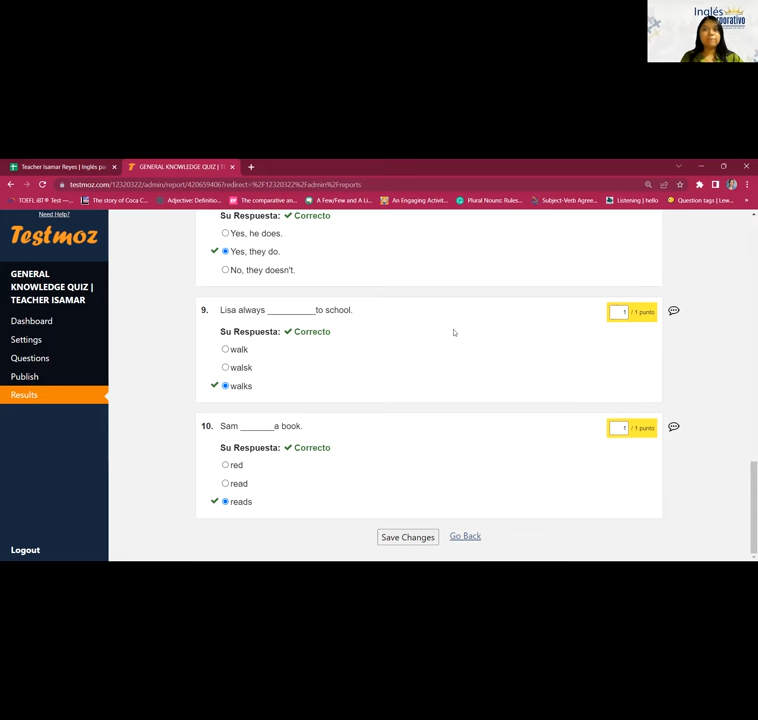 Inglés
orporativo
Teacher Isamar Reyes | Inglés pa
GENERAL KNOWLEDGE QUIZ | T
testmoz.com/12320322/admin/report/420659406?redirect=%2F12320322%2Fadmin%2Freports
TOEFL iBT® Test —...
The story of Coca C...
Adjective: Definitio...
The comparative an...
A Few/Few and A Li...
An Engaging Activit...
Plural Nouns: Rules...
Subject-Verb Agree...
Listening | hello
Question tags | Lew...
Need Help?
Testmoz
GENERAL
KNOWLEDGE QUIZ |
TEACHER ISAMAR
Dashboard
Settings
Questions
Publish
Results
Logout
Su Respuesta: Correcto
Yes, he does.
Yes, they do.
No, they doesn't.
9. Lisa always __________to school.
1 / 1 punto
Su Respuesta: Correcto
walk
walsk
walks
10. Sam _______a book.
1 / 1 punto
Su Respuesta: Correcto
red
read
reads
Save Changes
Go Back